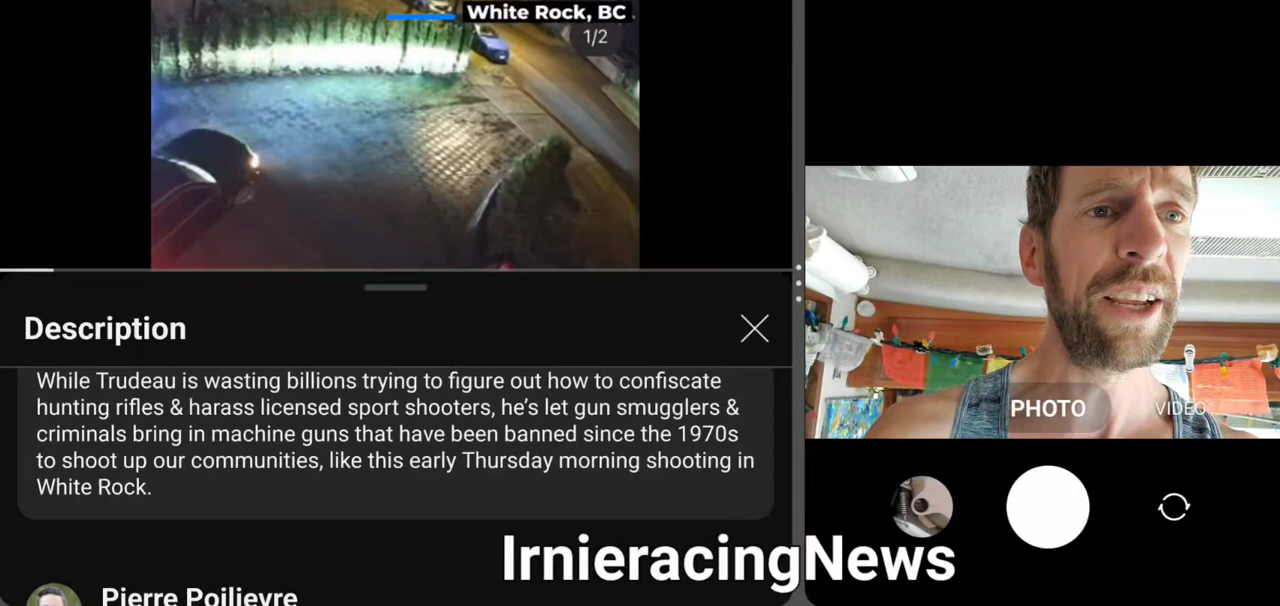 White Rock, BC
1/2
Description
While Trudeau is wasting billions trying to figure out how to confiscate
hunting rifles & harass licensed sport shooters, he’s let gun smugglers &
criminals bring in machine guns that have been banned since the 1970s
to shoot up our communities, like this early Thursday morning shooting in
White Rock.
PHOTO
VIDEO
IrnieracingNews
Pierre Poilievre